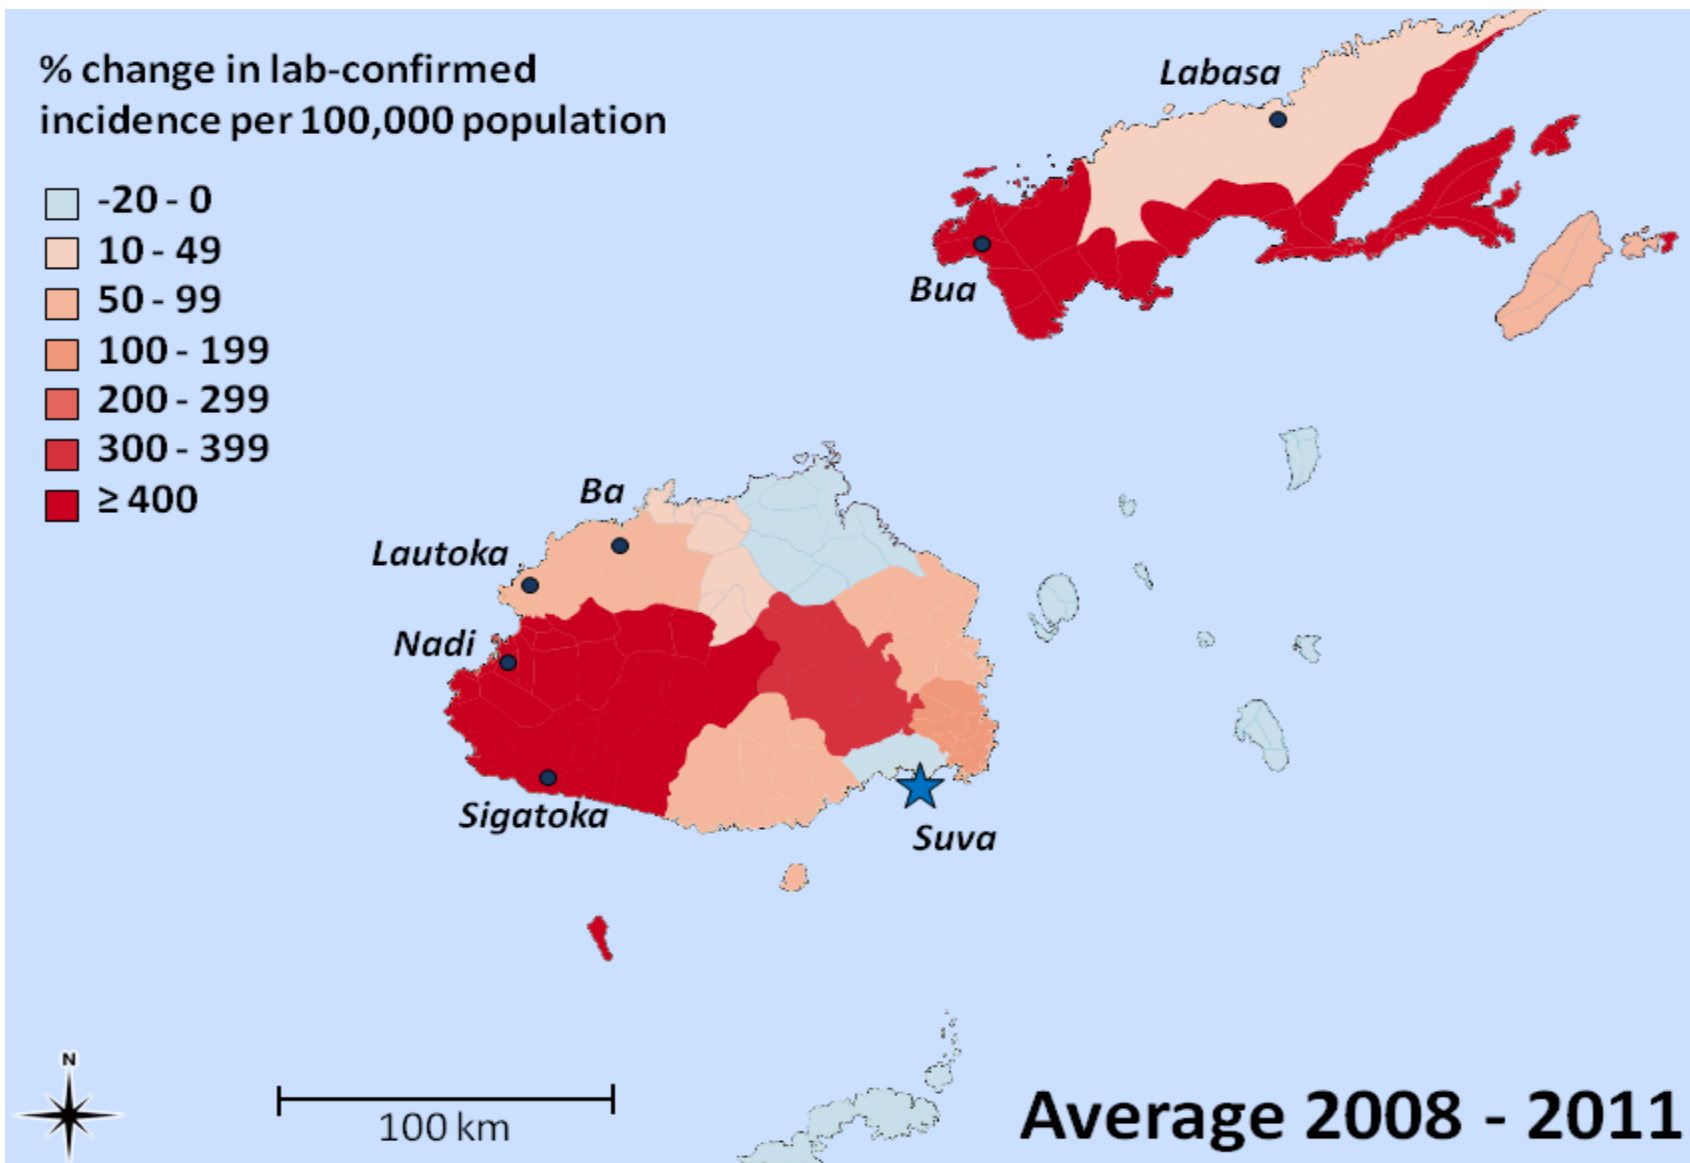 % change in lab-confirmed
incidence per 100,000 population
-20 - 0
10 - 49
50 - 99
100 - 199
200 - 299
300 - 399
≥ 400
Labasa
Bua
Ba
Lautoka
Nadi
Sigatoka
Suva
N
100 km
Average 2008 - 2011